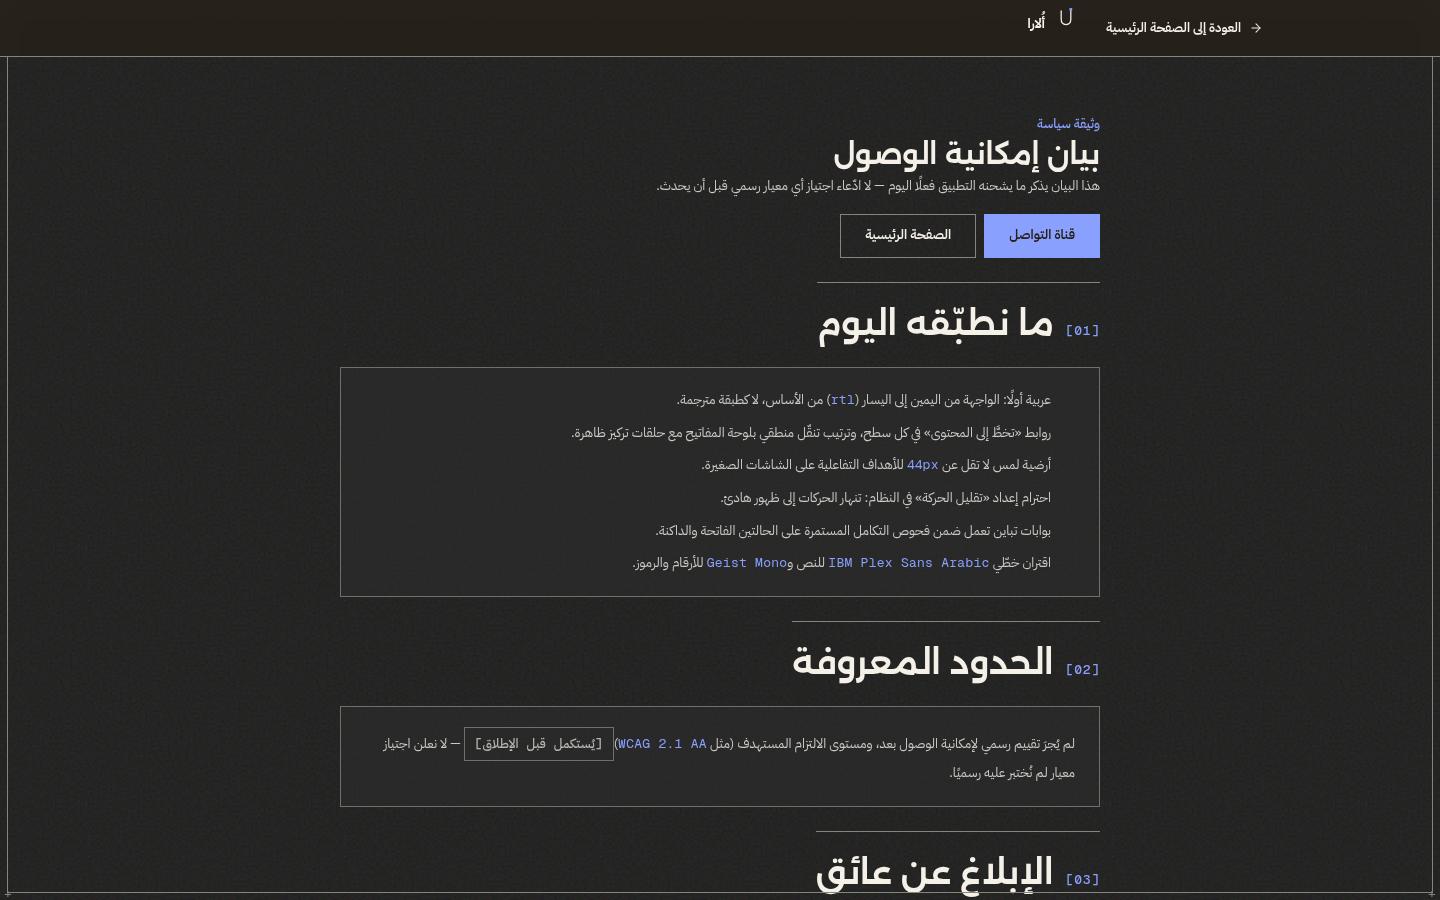 العودة إلى الصفحة الرئيسية
أُلارا
وثيقة سياسة
بيان إمكانية الوصول
هذا البيان يذكر ما يشحنه التطبيق فعلًا اليوم — لا ادّعاء اجتياز أي معيار رسمي قبل أن يحدث.
قناة التواصل
الصفحة الرئيسية
[01] ما نطبّقه اليوم
عربية أولًا: الواجهة من اليمين إلى اليسار (rtl) من الأساس، لا كطبقة مترجمة.
روابط «تخطَّ إلى المحتوى» في كل سطح، وترتيب تنقّل منطقي بلوحة المفاتيح مع حلقات تركيز ظاهرة.
أرضية لمس لا تقل عن 44px للأهداف التفاعلية على الشاشات الصغيرة.
احترام إعداد «تقليل الحركة» في النظام: تنهار الحركات إلى ظهور هادئ.
بوابات تباين تعمل ضمن فحوص التكامل المستمرة على الحالتين الفاتحة والداكنة.
اقتران خطّي IBM Plex Sans Arabic للنص وGeist Mono للأرقام والرموز.
[02] الحدود المعروفة
لم يُجرَ تقييم رسمي لإمكانية الوصول بعد، ومستوى الالتزام المستهدف (مثل WCAG 2.1 AA) [يُستكمل قبل الإطلاق] — لا نعلن اجتياز
معيار لم نُختبر عليه رسميًا.
[03] الإبلاغ عن عائق